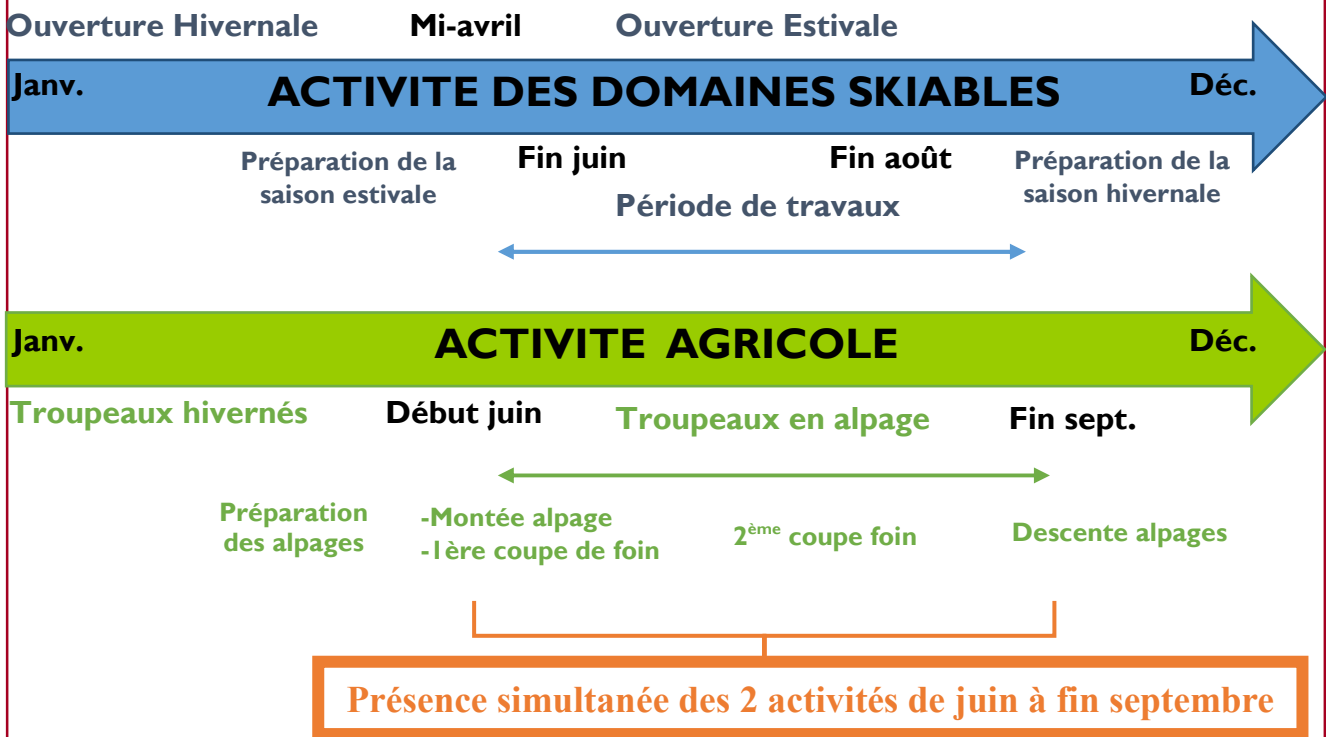 Ouverture Hivernale Mi-avril Ouverture Estivale
Janv. ACTIVITE DES DOMAINES SKIABLES Déc.
Préparation de la
saison estivale
Fin juin Fin août
Préparation de la
saison hivernale
Période de travaux
Janv. ACTIVITE AGRICOLE Déc.
Troupeaux hivernés Début juin Troupeaux en alpage Fin sept.
Préparation
des alpages
-Montée alpage
-1ère coupe de foin
2ème coupe foin
Descente alpages
Présence simultanée des 2 activités de juin à fin septembre